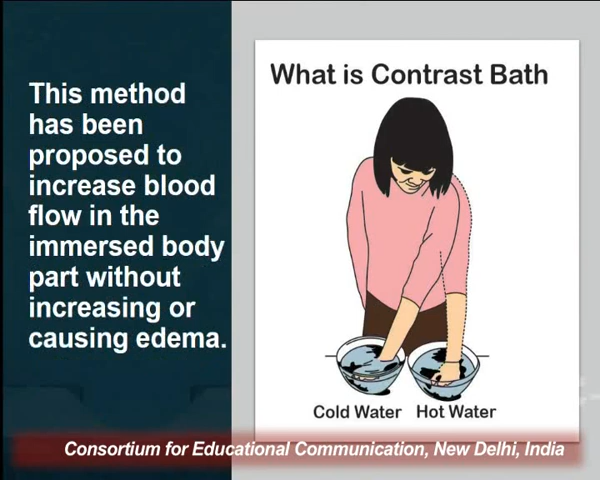 This method
has been
proposed to
increase blood
flow in the
immersed body
part without
increasing or
causing edema.
What is Contrast Bath
Cold Water
Hot Water
Consortium for Educational Communication, New Delhi, India